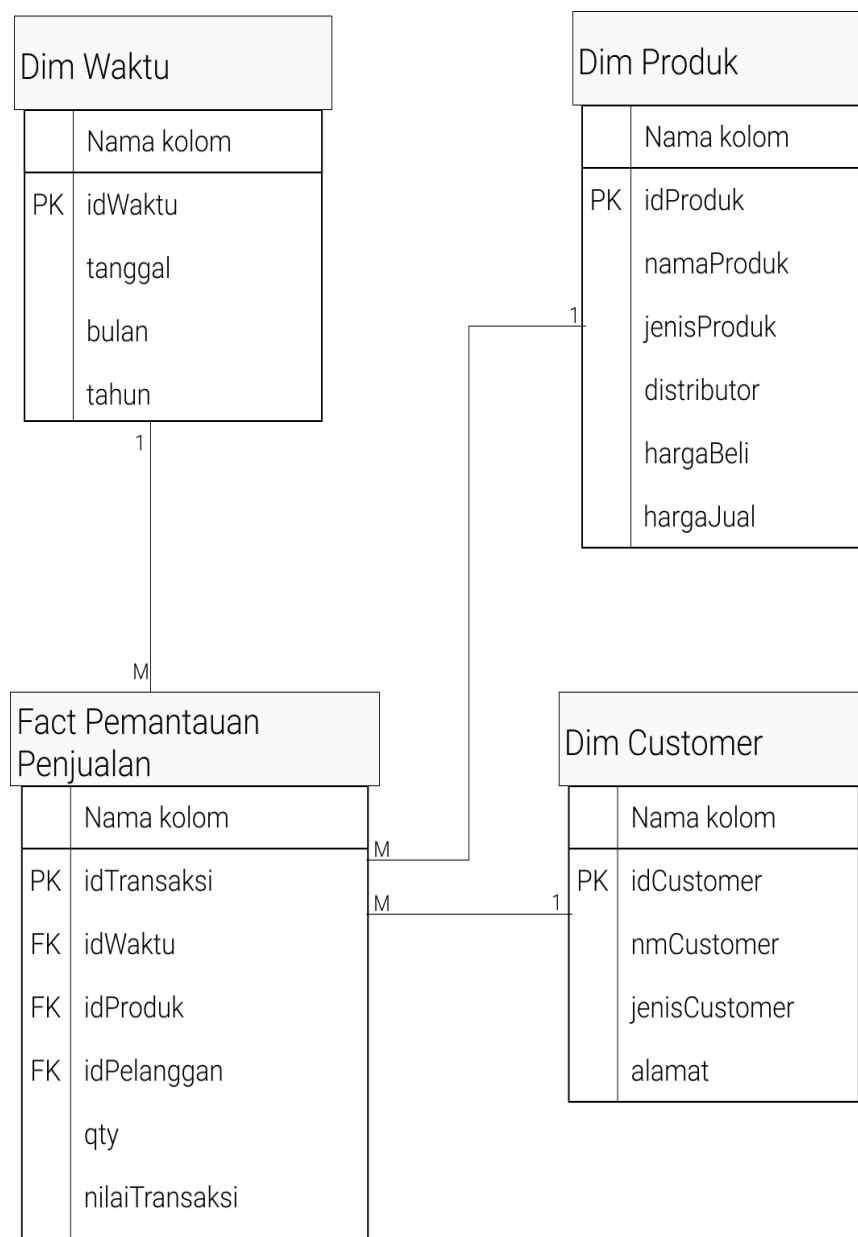 Dim Waktu
Nama kolom
PK idWaktu
tanggal
bulan
tahun
1
M
Dim Produk
Nama kolom
PK idProduk
namaProduk
1
jenisProduk
distributor
hargaBeli
hargaJual
Fact Pemantauan
Penjualan
Nama kolom
M
PK idTransaksi
M
FK idWaktu
FK idProduk
FK idPelanggan
qty
nilaiTransaksi
Dim Customer
Nama kolom
PK idCustomer
1
nmCustomer
jenisCustomer
alamat